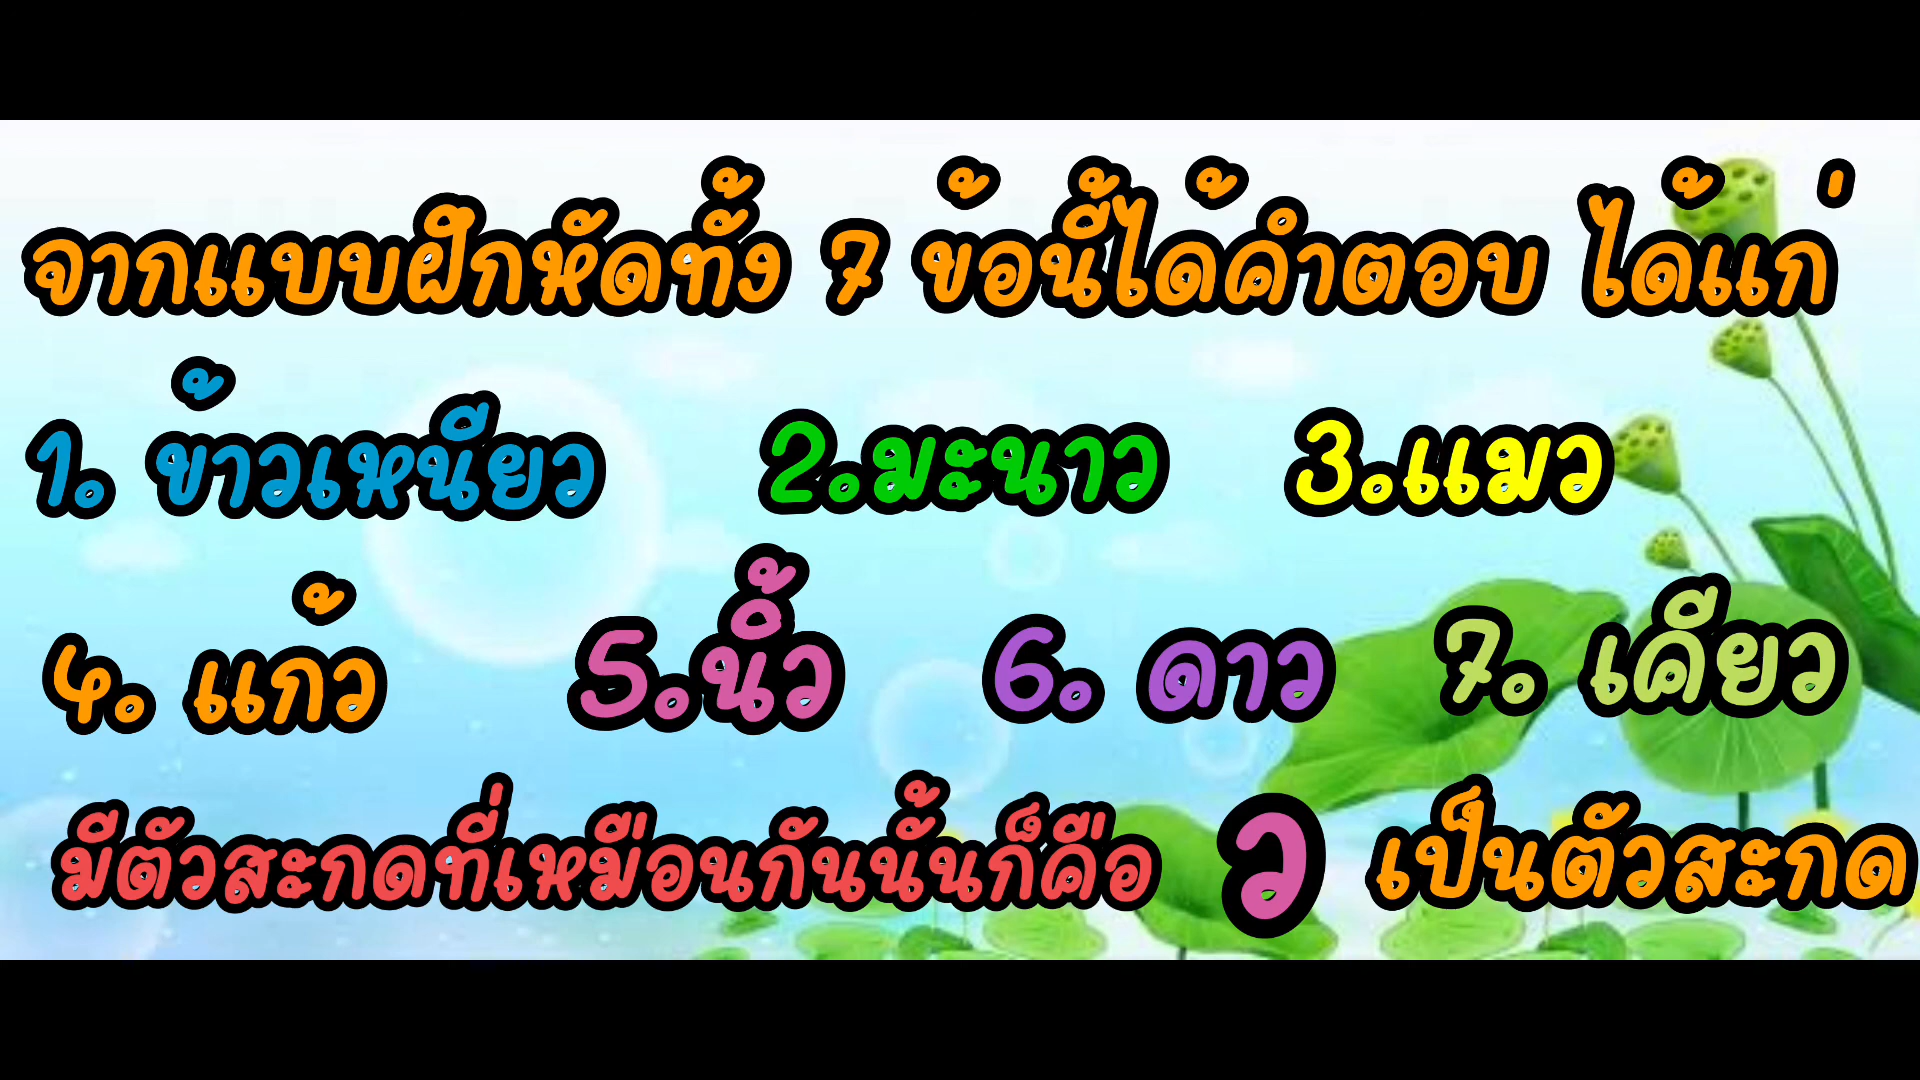 จากแบบฝึกหัดทั้ง 7 ข้อนี้ได้คำตอบ ได้แก่
1. ข้าวเหนียว 2.มะนาว 3.แมว
4. แก้ว 5.นิ้ว 6. ดาว 7. เคียว
มีตัวสะกดที่เหมือนกันนั้นก็คือ ว เป็นตัวสะกด